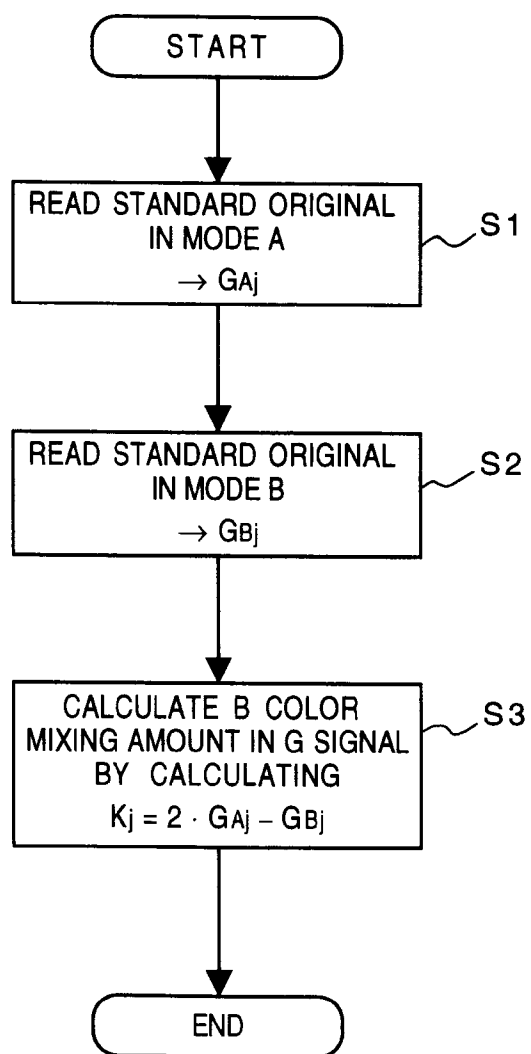 START
READ STANDARD ORIGINAL
IN MODE A
→ GAj
S1
READ STANDARD ORIGINAL
IN MODE B
→ GBj
S2
CALCULATE B COLOR
MIXING AMOUNT IN G SIGNAL
BY CALCULATING
Kj = 2 · GAj – GBj
S3
END